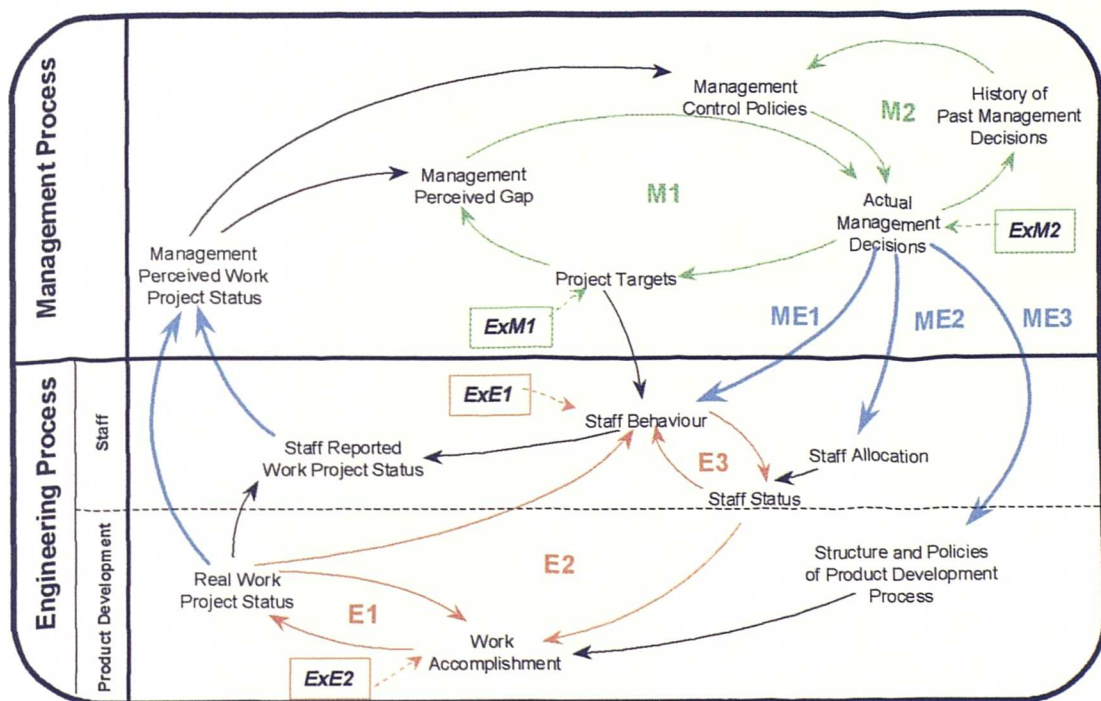 Management Process
Management
Control Policies
M2
History of
Past Management
Decisions
Management
Perceived Gap
M1
Actual
Management
Decisions
ExM2
Management
Perceived Work
Project Status
Project Targets
ExM1
ME1
ME2
ME3
Engineering Process
Staff
ExE1
Staff Behaviour
Staff Reported
Work Project Status
E3
Staff Allocation
Staff Status
Product Development
Real Work
Project Status
E2
Structure and Policies
of Product Development
Process
E1
Work
Accomplishment
ExE2